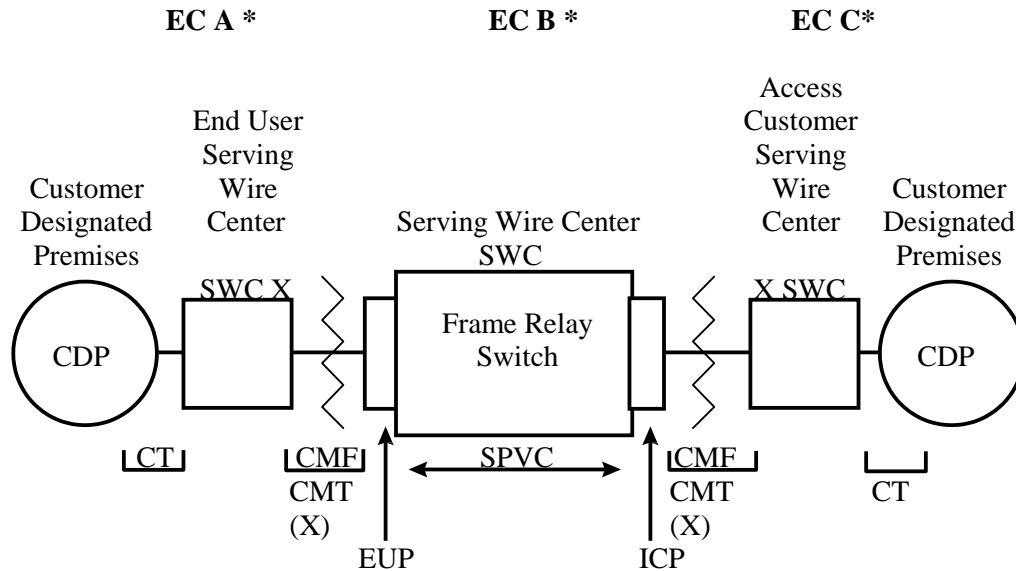 EC A *
EC B *
EC C*
End User
Serving
Wire
Center
Access
Customer
Serving
Wire
Center
Customer
Designated
Premises
Serving Wire Center
SWC
Customer
Designated
Premises
CDP
SWC X
Frame Relay
Switch
X SWC
CDP
CT
CMF
CMT
(X)
SPVC
CMF
CMT
(X)
CT
EUP
ICP